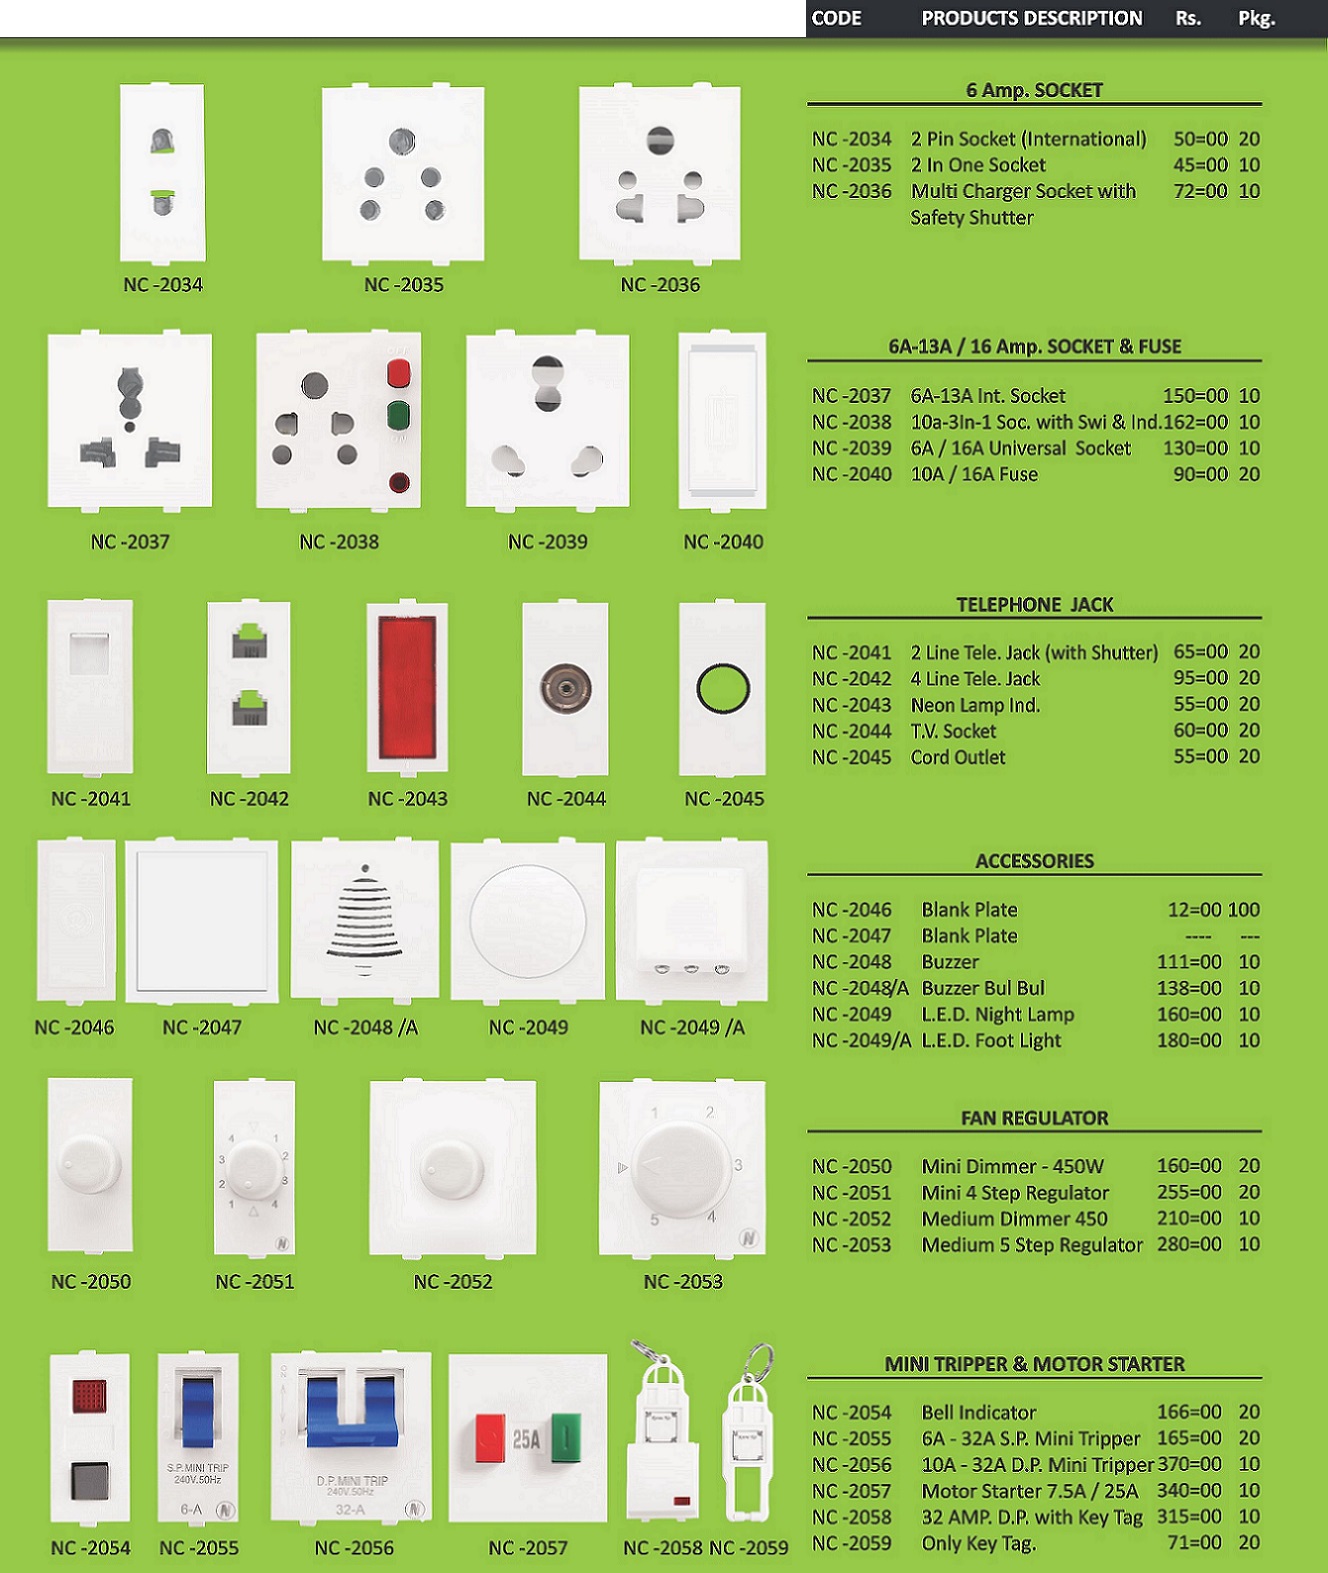 CODE PRODUCTS DESCRIPTION Rs. Pkg.
6 Amp. SOCKET
NC -2034 2 Pin Socket (International) 50=00 20
NC -2035 2 In One Socket 45=00 10
NC -2036 Multi Charger Socket with 72=00 10
Safety Shutter
NC -2034 NC -2035 NC -2036
6A-13A / 16 Amp. SOCKET & FUSE
NC -2037 6A-13A Int. Socket 150=00 10
NC -2038 10a-3In-1 Soc. with Swi & Ind.162=00 10
NC -2039 6A / 16A Universal Socket 130=00 10
NC -2040 10A / 16A Fuse 90=00 20
NC -2037 NC -2038 NC -2039 NC -2040
TELEPHONE JACK
NC -2041 2 Line Tele. Jack (with Shutter) 65=00 20
NC -2042 4 Line Tele. Jack 95=00 20
NC -2043 Neon Lamp Ind. 55=00 20
NC -2044 T.V. Socket 60=00 20
NC -2045 Cord Outlet 55=00 20
NC -2041 NC -2042 NC -2043 NC -2044 NC -2045
ACCESSORIES
NC -2046 Blank Plate 12=00 100
NC -2047 Blank Plate ---- ---
NC -2048 Buzzer 111=00 10
NC -2048/A Buzzer Bul Bul 138=00 10
NC -2049 L.E.D. Night Lamp 160=00 10
NC -2049/A L.E.D. Foot Light 180=00 10
NC -2046 NC -2047 NC -2048 /A NC -2049 NC -2049 /A
FAN REGULATOR
NC -2050 Mini Dimmer - 450W 160=00 20
NC -2051 Mini 4 Step Regulator 255=00 20
NC -2052 Medium Dimmer 450 210=00 10
NC -2053 Medium 5 Step Regulator 280=00 10
4 1
3 2
2 3
1 4
N
1 2
3
5 4
N
NC -2050 NC -2051 NC -2052 NC -2053
MINI TRIPPER & MOTOR STARTER
NC -2054 Bell Indicator 166=00 20
NC -2055 6A - 32A S.P. Mini Tripper 165=00 20
NC -2056 10A - 32A D.P. Mini Tripper 370=00 10
NC -2057 Motor Starter 7.5A / 25A 340=00 10
NC -2058 32 AMP. D.P. with Key Tag 315=00 10
NC -2059 Only Key Tag. 71=00 20
S.P.MINI TRIP
240V.50Hz
6-A N
D.P.MINI TRIP
240V.50Hz
32-A N
25A
NC -2054 NC -2055 NC -2056 NC -2057 NC -2058 NC -2059